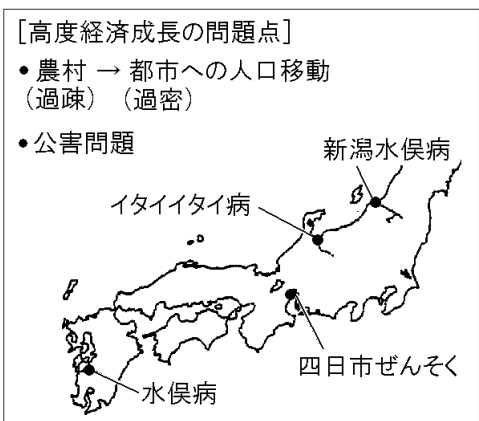 [高度経済成長の問題点]
●農村 → 都市への人口移動
（過疎）（過密）
●公害問題
新潟水俣病
イタイイタイ病
四日市ぜんそく
水俣病